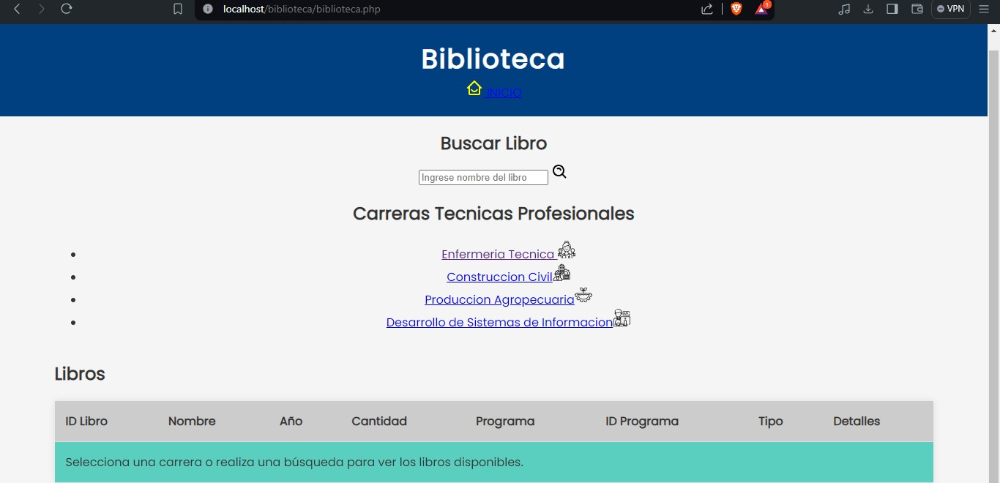 localhost/biblioteca/biblioteca.php
1
VPN
Biblioteca
INICIO
Buscar Libro
Ingrese nombre del libro
Carreras Tecnicas Profesionales
Enfermeria Tecnica
Construccion Civil
Produccion Agropecuaria
Desarrollo de Sistemas de Informacion
Libros
ID Libro Nombre Año Cantidad Programa ID Programa Tipo Detalles
Selecciona una carrera o realiza una búsqueda para ver los libros disponibles.